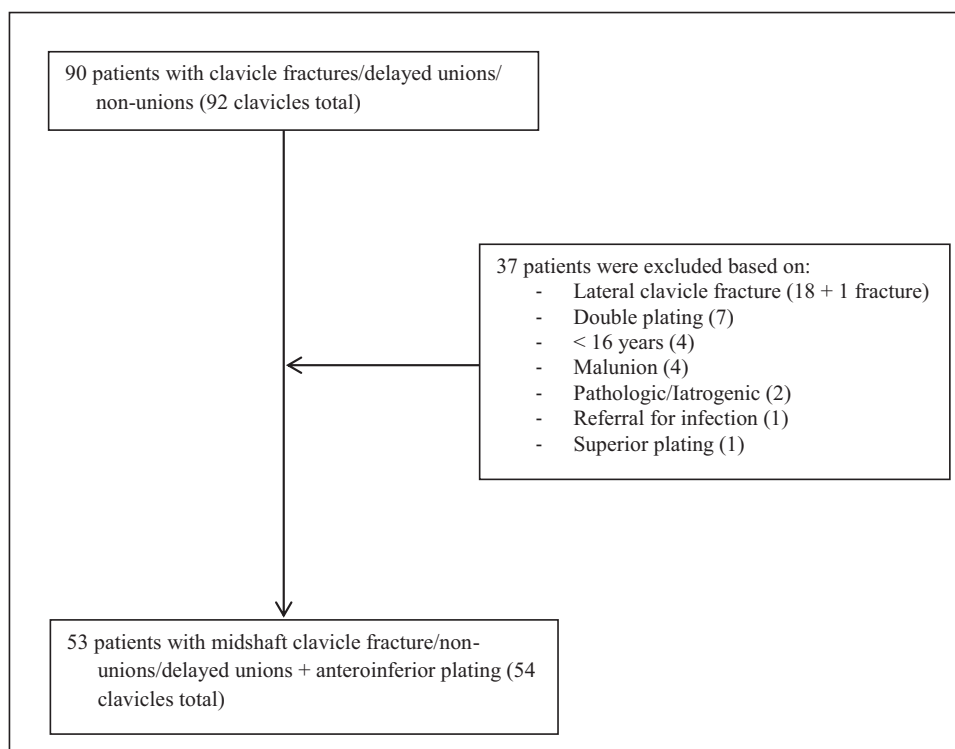 90 patients with clavicle fractures/delayed unions/
non-unions (92 clavicles total)
37 patients were excluded based on:
- Lateral clavicle fracture (18 + 1 fracture)
- Double plating (7)
- < 16 years (4)
- Malunion (4)
- Pathologic/Iatrogenic (2)
- Referral for infection (1)
- Superior plating (1)
53 patients with midshaft clavicle fracture/non-
unions/delayed unions + anteroinferior plating (54
clavicles total)